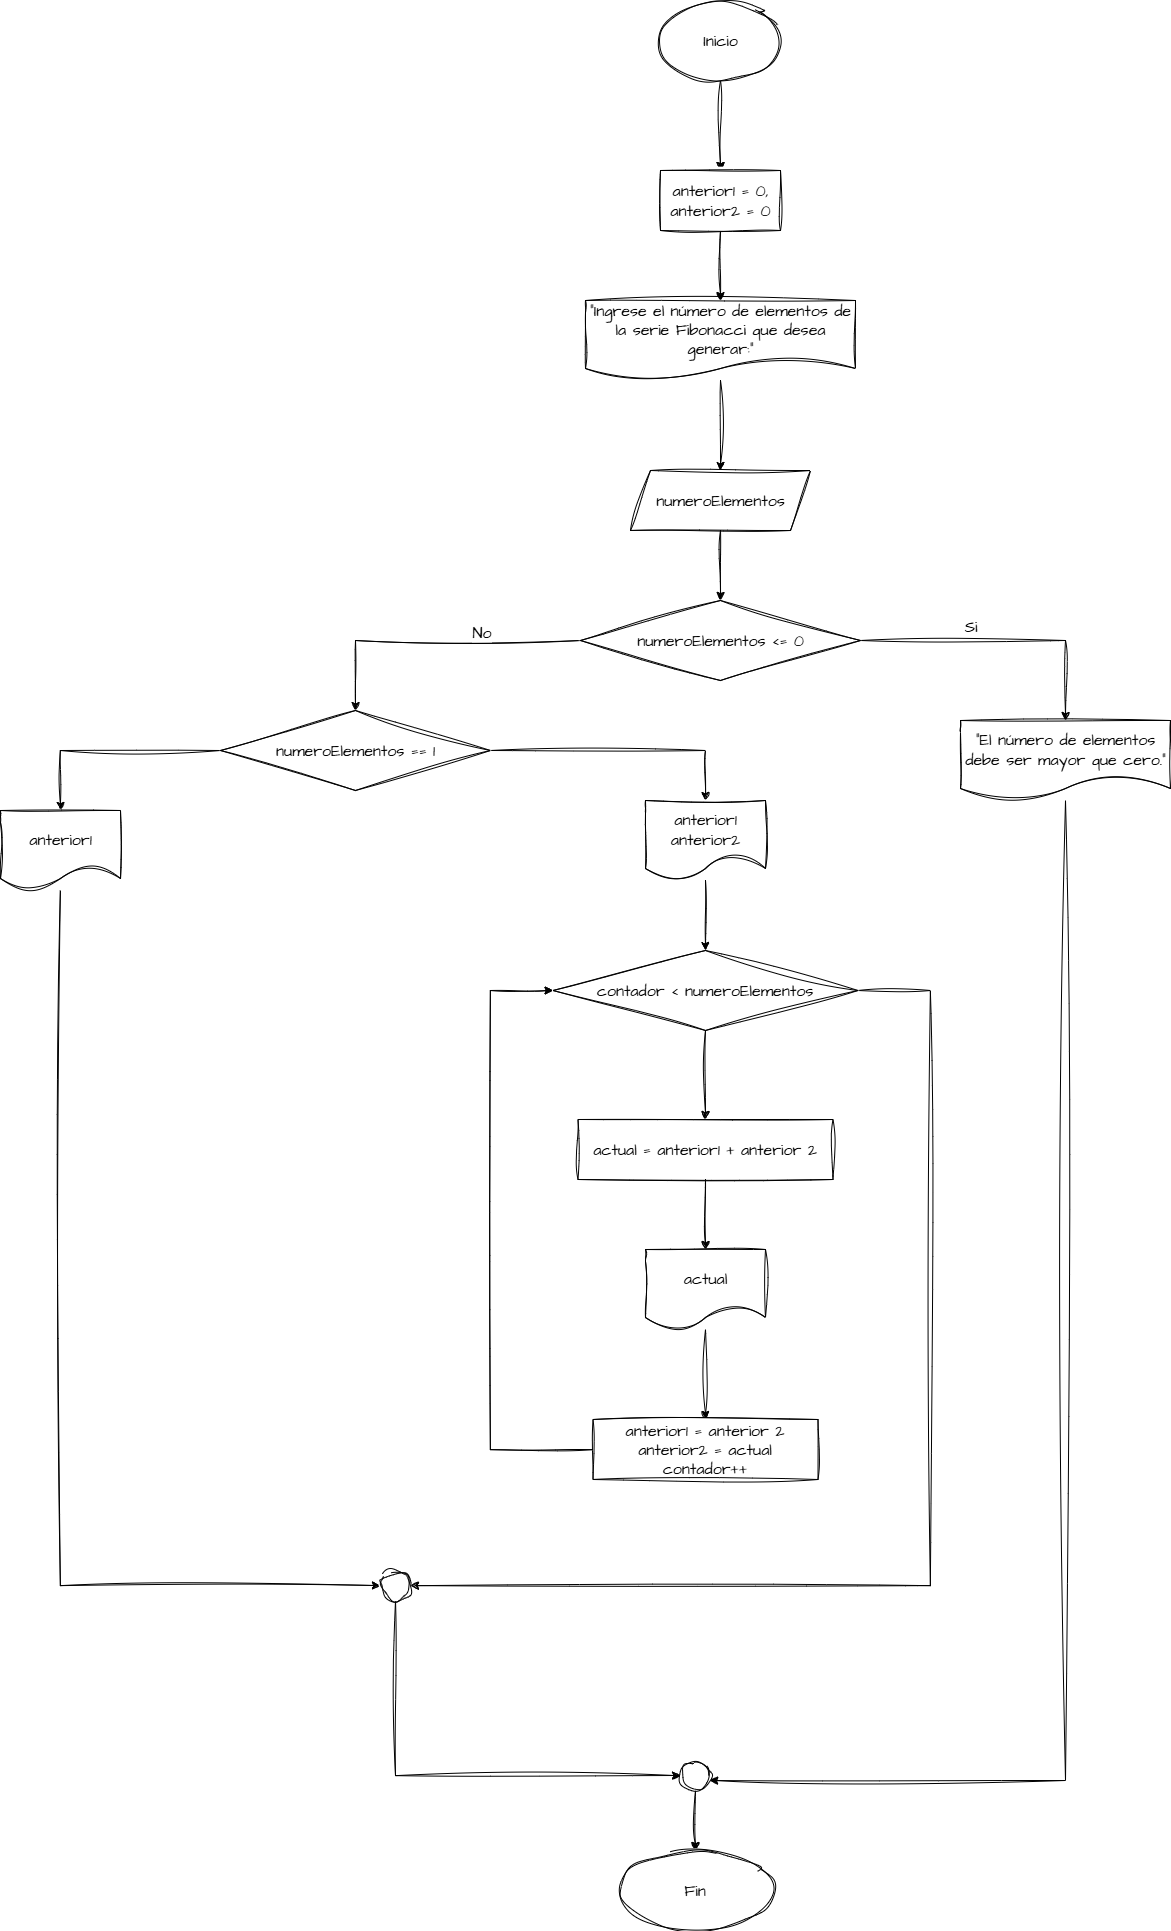 Inicio
anterior1 = 0,
anterior2 = 0
"Ingrese el número de elementos de
la serie Fibonacci que desea
generar:"
numeroElementos
numeroElementos <= 0
No
Si
numeroElementos == 1
"El número de elementos
debe ser mayor que cero."
anterior1
anterior1
anterior2
contador < numeroElementos
actual = anterior1 + anterior 2
actual
anterior1 = anterior 2
anterior2 = actual
contador++
Fin